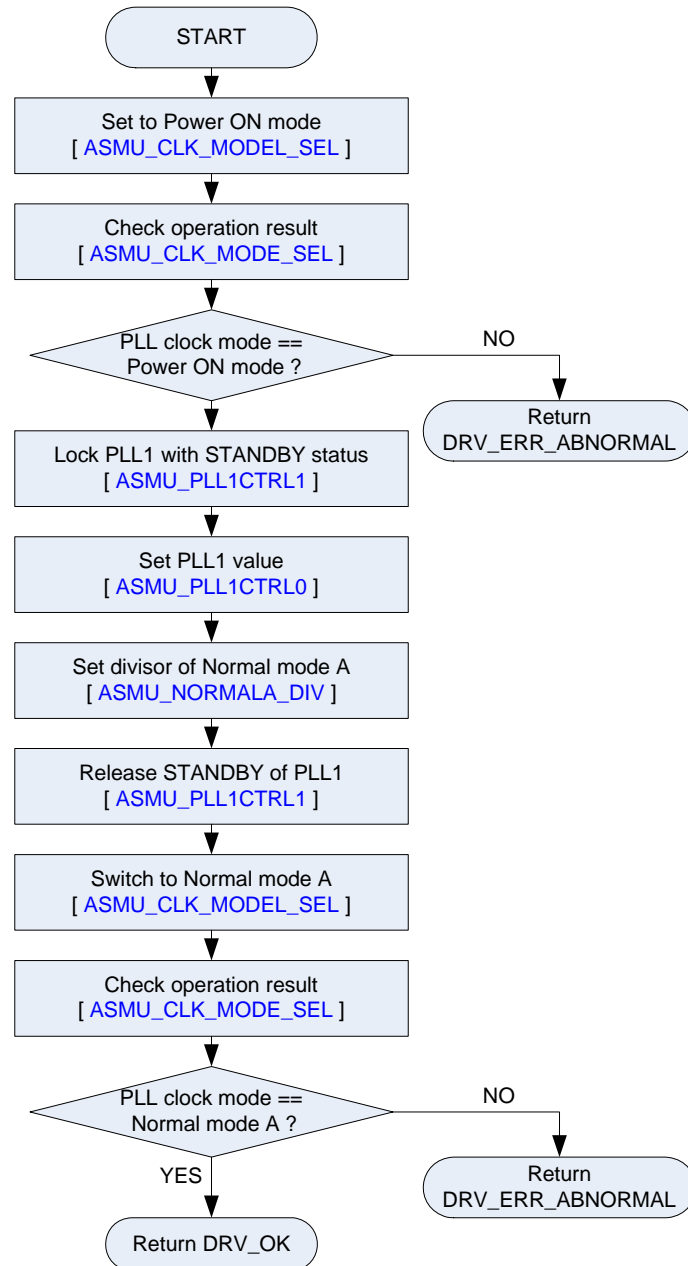 START
Set to Power ON mode
[ ASMU_CLK_MODEL_SEL ]
Check operation result
[ ASMU_CLK_MODE_SEL ]
PLL clock mode ==
Power ON mode ?
NO
Return
DRV_ERR_ABNORMAL
Lock PLL1 with STANDBY status
[ ASMU_PLL1CTRL1 ]
Set PLL1 value
[ ASMU_PLL1CTRL0 ]
Set divisor of Normal mode A
[ ASMU_NORMALA_DIV ]
Release STANDBY of PLL1
[ ASMU_PLL1CTRL1 ]
Switch to Normal mode A
[ ASMU_CLK_MODEL_SEL ]
Check operation result
[ ASMU_CLK_MODE_SEL ]
PLL clock mode ==
Normal mode A ?
NO
YES
Return
DRV_ERR_ABNORMAL
Return DRV_OK